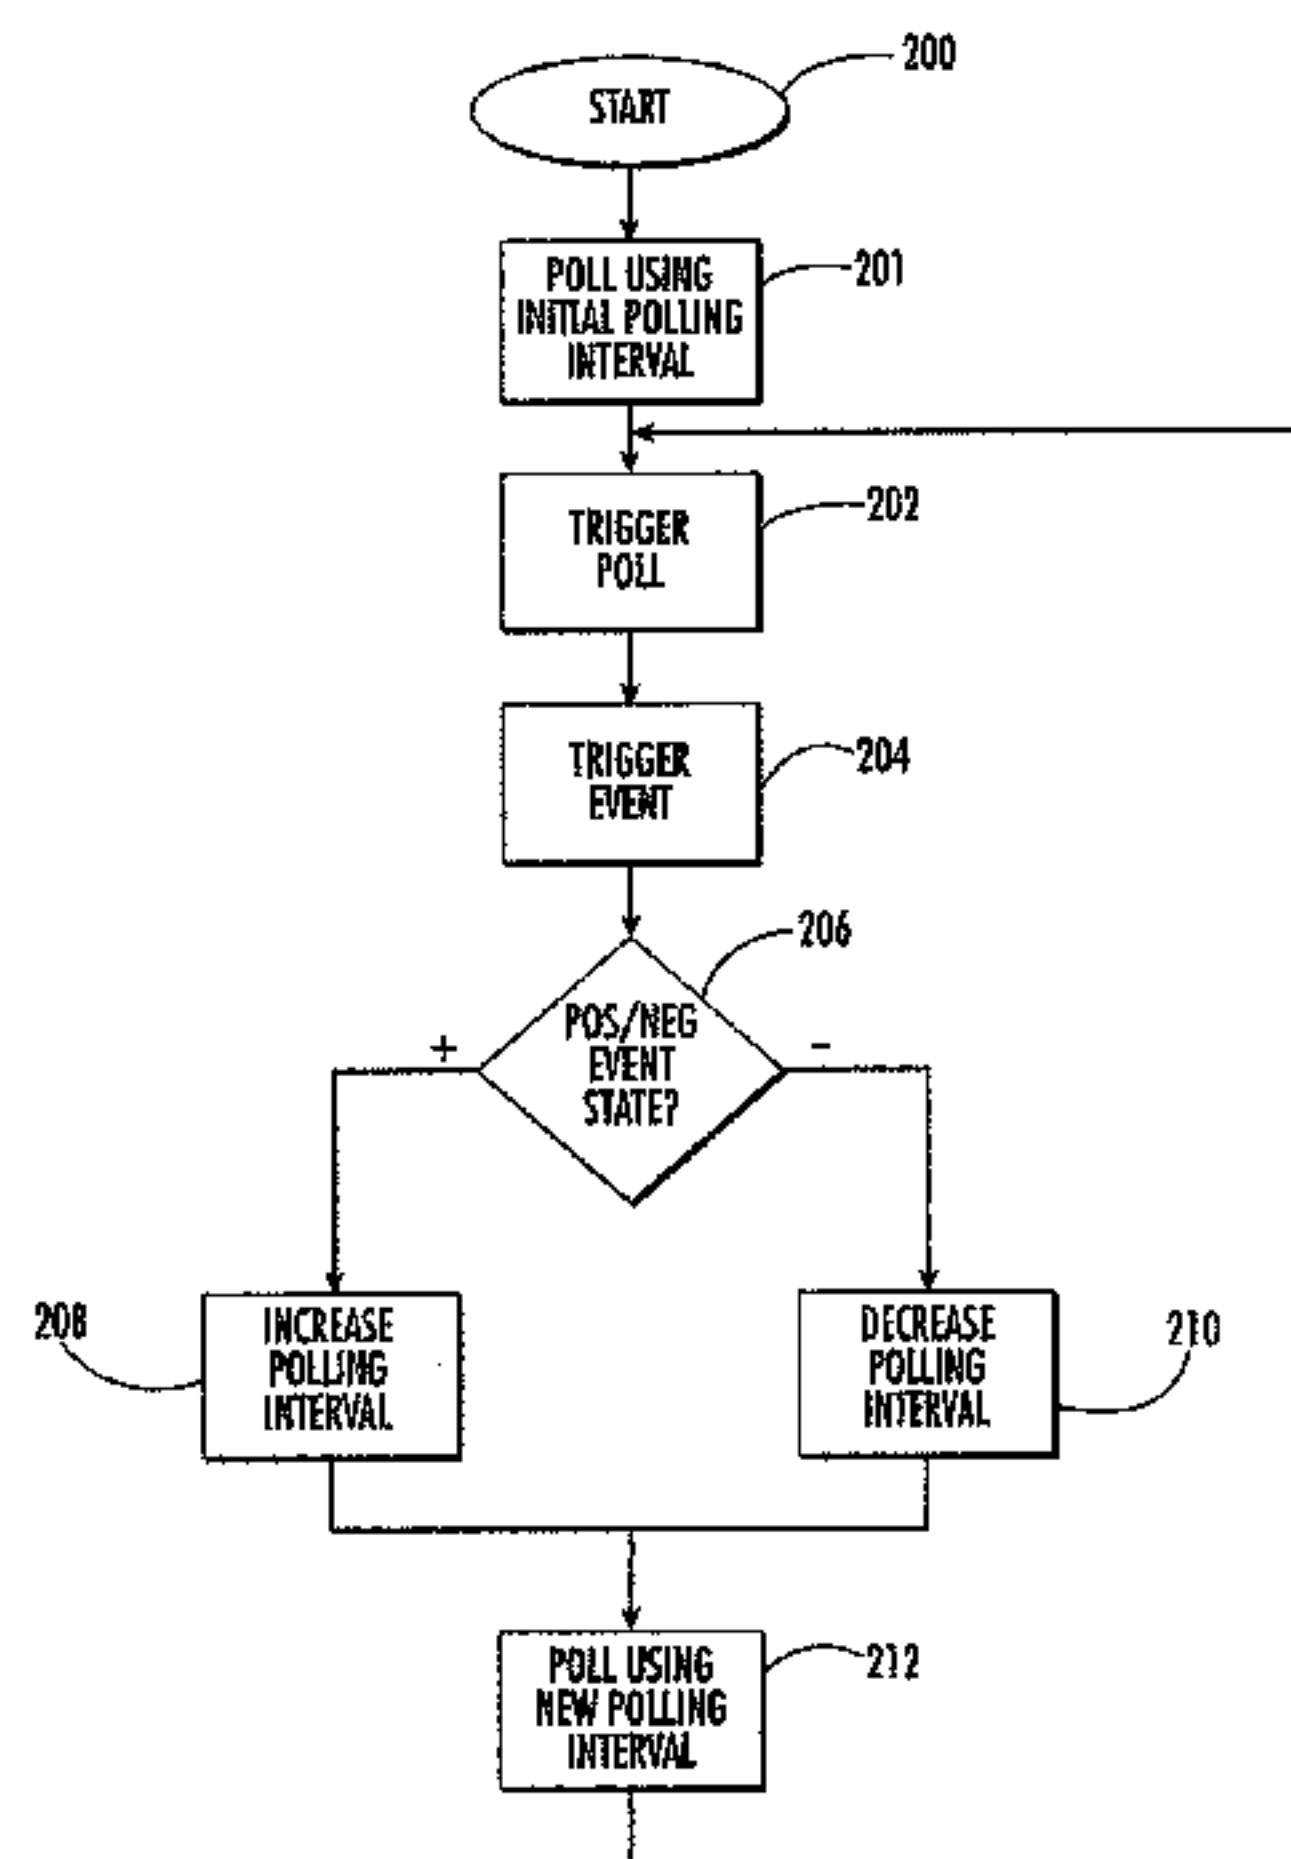 200
START
201
POLL USING
INITIAL POLLING
INTERVAL
202
TRIGGER
POLL
204
TRIGGER
EVENT
206
POS/NEG
EVENT
STATE?
+
-
208
INCREASE
POLLING
INTERVAL
DECREASE
POLLING
INTERVAL
210
212
POLL USING
NEW POLLING
INTERVAL